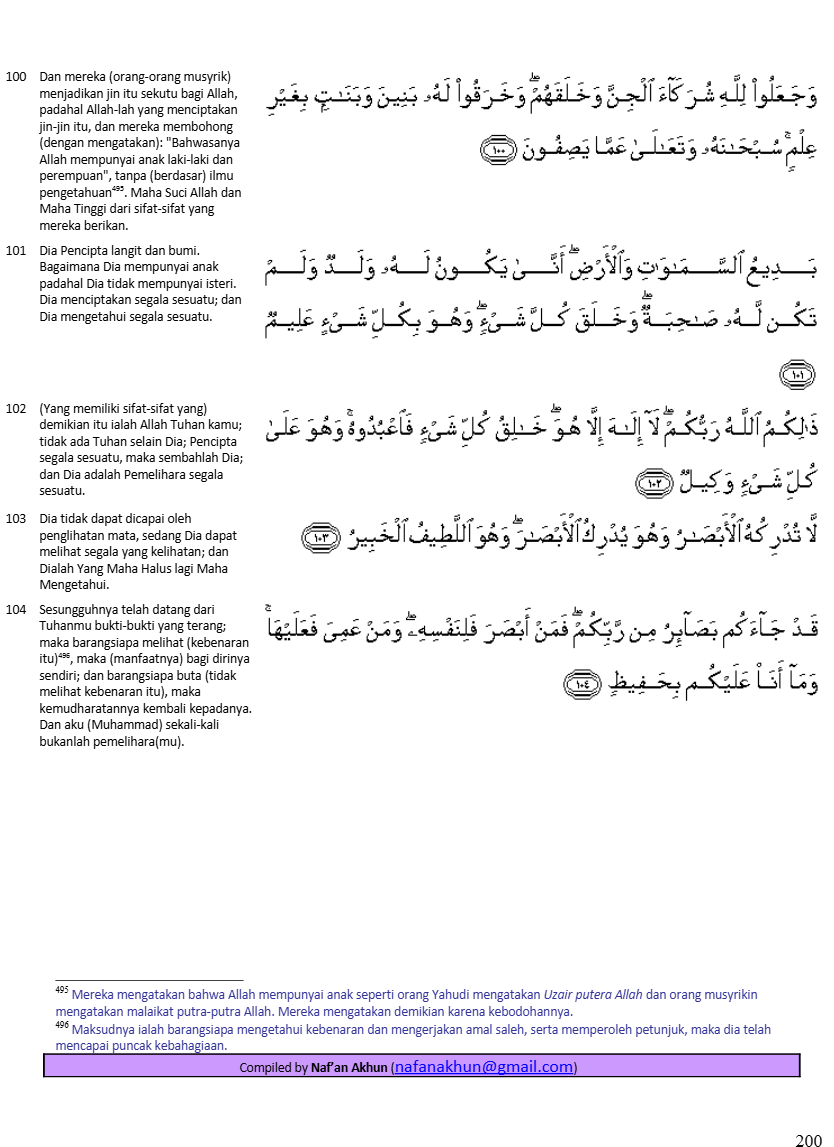 100 Dan mereka (orang-orang musyrik)
menjadikan jin itu sekutu bagi Allah,
padahal Allah-lah yang menciptakan
jin-jin itu, dan mereka membohong
(dengan mengatakan): "Bahwasanya
Allah mempunyai anak laki-laki dan
perempuan", tanpa (berdasar) ilmu
pengetahuan⁴⁹⁵. Maha Suci Allah dan
Maha Tinggi dari sifat-sifat yang
mereka berikan.
وَجَعَلُوا۟ لِلَّهِ شُرَكَآءَ ٱلْجِنَّ وَخَلَقَهُمْ ۖ وَخَرَقُوا۟ لَهُۥ بَنِينَ وَبَنَـٰتٍۭ بِغَيْرِ
عِلْمٍۢ ۚ سُبْحَـٰنَهُۥ وَتَعَـٰلَىٰ عَمَّا يَصِفُونَ ١٠٠
101 Dia Pencipta langit dan bumi.
Bagaimana Dia mempunyai anak
padahal Dia tidak mempunyai isteri.
Dia menciptakan segala sesuatu; dan
Dia mengetahui segala sesuatu.
بَدِيعُ ٱلسَّمَـٰوَٰتِ وَٱلْأَرْضِ ۖ أَنَّىٰ يَكُونُ لَهُۥ وَلَدٌ وَلَمْ
تَكُن لَّهُۥ صَـٰحِبَةٌ ۖ وَخَلَقَ كُلَّ شَىْءٍ ۖ وَهُوَ بِكُلِّ شَىْءٍ عَلِيمٌ
١٠١
102 (Yang memiliki sifat-sifat yang)
demikian itu ialah Allah Tuhan kamu;
tidak ada Tuhan selain Dia; Pencipta
segala sesuatu, maka sembahlah Dia;
dan Dia adalah Pemelihara segala
sesuatu.
ذَٰلِكُمُ ٱللَّهُ رَبُّكُمْ ۖ لَآ إِلَـٰهَ إِلَّا هُوَ ۖ خَـٰلِقُ كُلِّ شَىْءٍ فَٱعْبُدُوهُ ۚ وَهُوَ عَلَىٰ
كُلِّ شَىْءٍ وَكِيلٌ ١٠٢
103 Dia tidak dapat dicapai oleh
penglihatan mata, sedang Dia dapat
melihat segala yang kelihatan; dan
Dialah Yang Maha Halus lagi Maha
Mengetahui.
لَّا تُدْرِكُهُ ٱلْأَبْصَـٰرُ وَهُوَ يُدْرِكُ ٱلْأَبْصَـٰرَ ۖ وَهُوَ ٱللَّطِيفُ ٱلْخَبِيرُ ١٠٣
104 Sesungguhnya telah datang dari
Tuhanmu bukti-bukti yang terang;
maka barangsiapa melihat (kebenaran
itu)⁴⁹⁶, maka (manfaatnya) bagi dirinya
sendiri; dan barangsiapa buta (tidak
melihat kebenaran itu), maka
kemudharatannya kembali kepadanya.
Dan aku (Muhammad) sekali-kali
bukanlah pemelihara(mu).
قَدْ جَآءَكُم بَصَآئِرُ مِن رَّبِّكُمْ ۖ فَمَنْ أَبْصَرَ فَلِنَفْسِهِۦ ۖ وَمَنْ عَمِىَ فَعَلَيْهَا ۚ
وَمَآ أَنَا۠ عَلَيْكُم بِحَفِيظٍ ١٠٤
⁴⁹⁵ Mereka mengatakan bahwa Allah mempunyai anak seperti orang Yahudi mengatakan Uzair putera Allah dan orang musyrikin
mengatakan malaikat putra-putra Allah. Mereka mengatakan demikian karena kebodohannya.
⁴⁹⁶ Maksudnya ialah barangsiapa mengetahui kebenaran dan mengerjakan amal saleh, serta memperoleh petunjuk, maka dia telah
mencapai puncak kebahagiaan.
Compiled by Naf’an Akhun (nafanakhun@gmail.com)
200